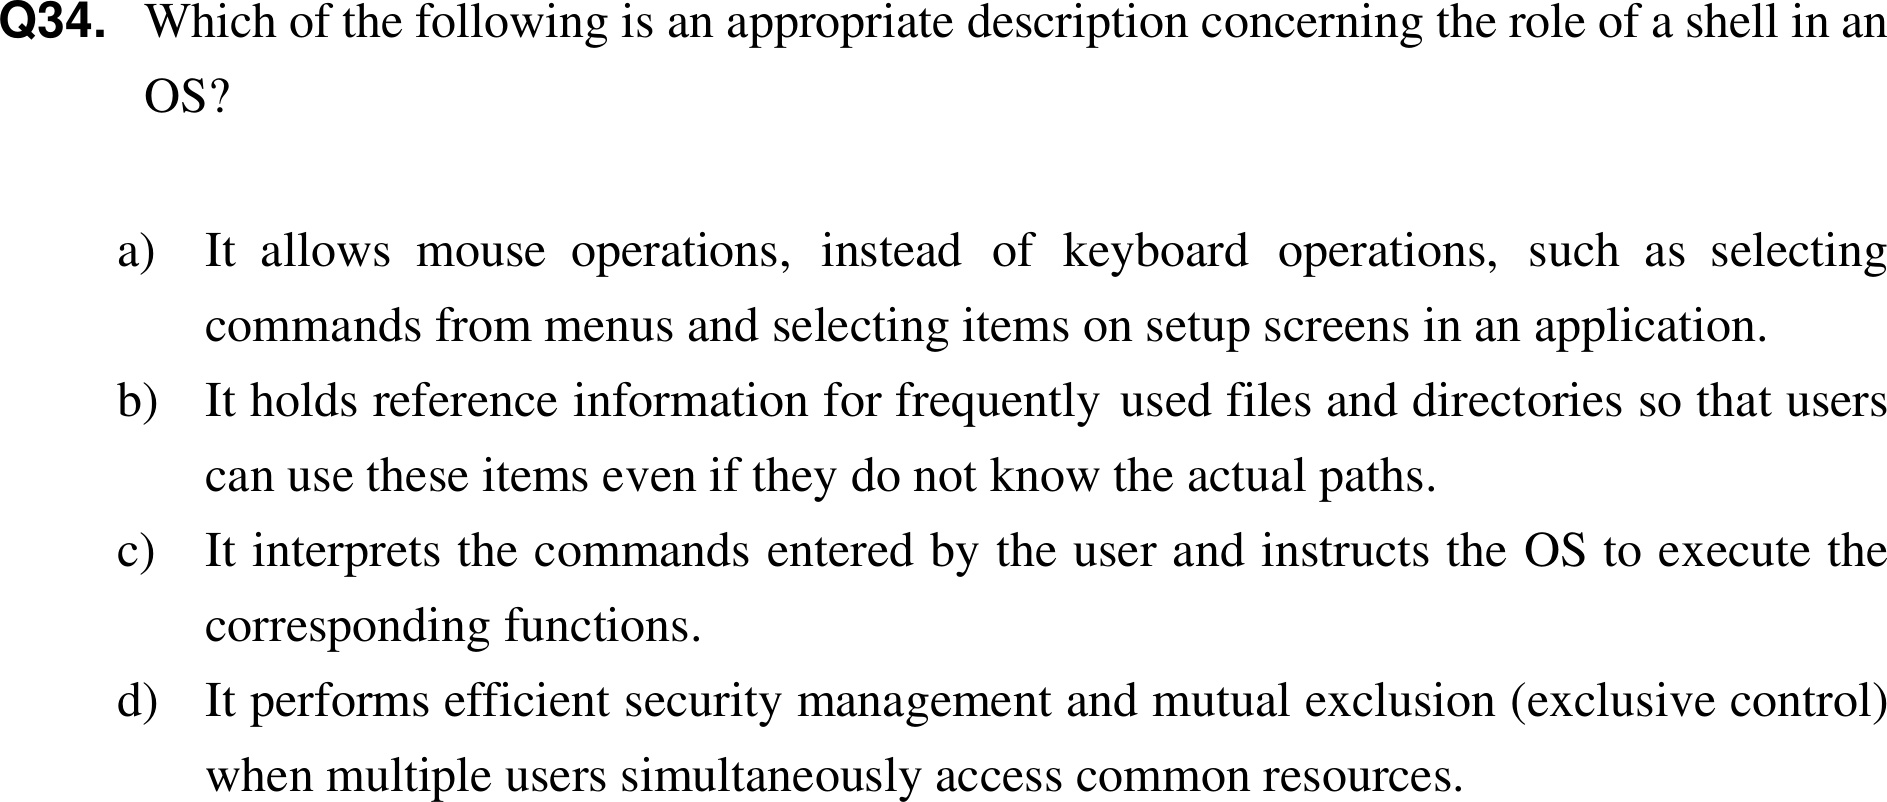 Q34. Which of the following is an appropriate description concerning the role of a shell in an
OS?
a) It allows mouse operations, instead of keyboard operations, such as selecting
commands from menus and selecting items on setup screens in an application.
b) It holds reference information for frequently used files and directories so that users
can use these items even if they do not know the actual paths.
c) It interprets the commands entered by the user and instructs the OS to execute the
corresponding functions.
d) It performs efficient security management and mutual exclusion (exclusive control)
when multiple users simultaneously access common resources.